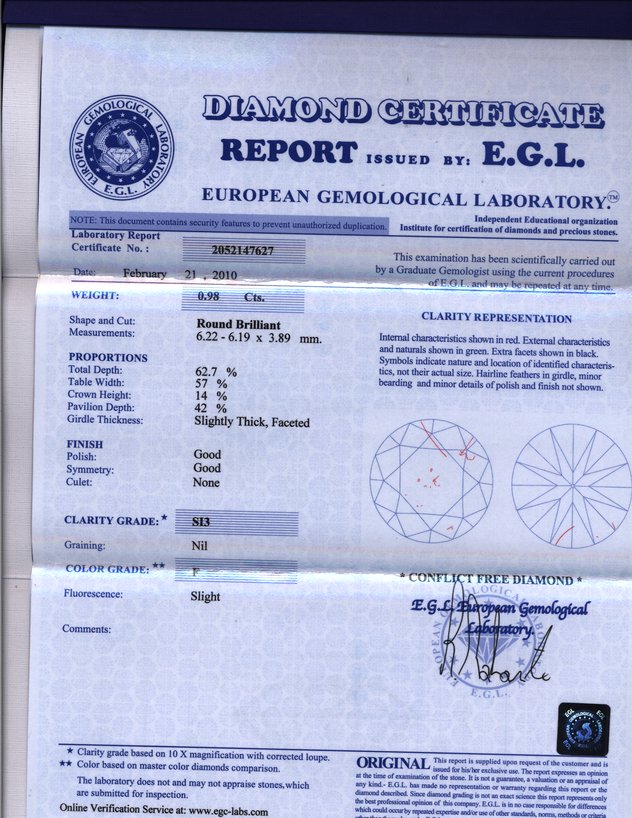 DIAMOND CERTIFICATE
REPORT ISSUED BY: E.G.L.
EUROPEAN GEMOLOGICAL LABORATORY.™
EUROPEAN GEMOLOGICAL LABORATORY
E.G.L.
NOTE: This document contains security features to prevent unauthorized duplication.
Independent Educational organization
Institute for certification of diamonds and precious stones.
Laboratory Report
Certificate No. : 2052147627
Date: February 21 , 2010
This examination has been scientifically carried out
by a Graduate Gemologist using the current procedures
of E.G.L. and may be repeated at any time.
WEIGHT: 0.98 Cts.
Shape and Cut: Round Brilliant
Measurements: 6.22 - 6.19 x 3.89 mm.
PROPORTIONS
Total Depth: 62.7 %
Table Width: 57 %
Crown Height: 14 %
Pavilion Depth: 42 %
Girdle Thickness: Slightly Thick, Faceted
FINISH
Polish: Good
Symmetry: Good
Culet: None
CLARITY GRADE: ★ SI3
Graining: Nil
COLOR GRADE: ★★ F
Fluorescence: Slight
Comments:
CLARITY REPRESENTATION
Internal characteristics shown in red. External characteristics
and naturals shown in green. Extra facets shown in black.
Symbols indicate nature and location of identified characteris-
tics, not their actual size. Hairline feathers in girdle, minor
bearding and minor details of polish and finish not shown.
* CONFLICT FREE DIAMOND *
E.G.L European Gemological
Laboratory.
E.G.L.
★ Clarity grade based on 10 X magnification with corrected loupe.
★★ Color based on master color diamonds comparison.
The laboratory does not and may not appraise stones,which
are submitted for inspection.
Online Verification Service at: www.egc-labs.com
EGL
ORIGINAL This report is supplied upon request of the customer and is
issued for his/her exclusive use. The report expresses an opinion
at the time of examination of the stone. It is not a guarantee, a valuation or an appraisal of
any kind.- E.G.L. has made no representation or warranty regarding this report or the
diamond described. Since diamond grading is not an exact science this report represents only
the best professional opinion of this company. E.G.L. is in no case responsible for differences
which could occur by repeated expertise and/or use of other standards, norms, methods or criteria